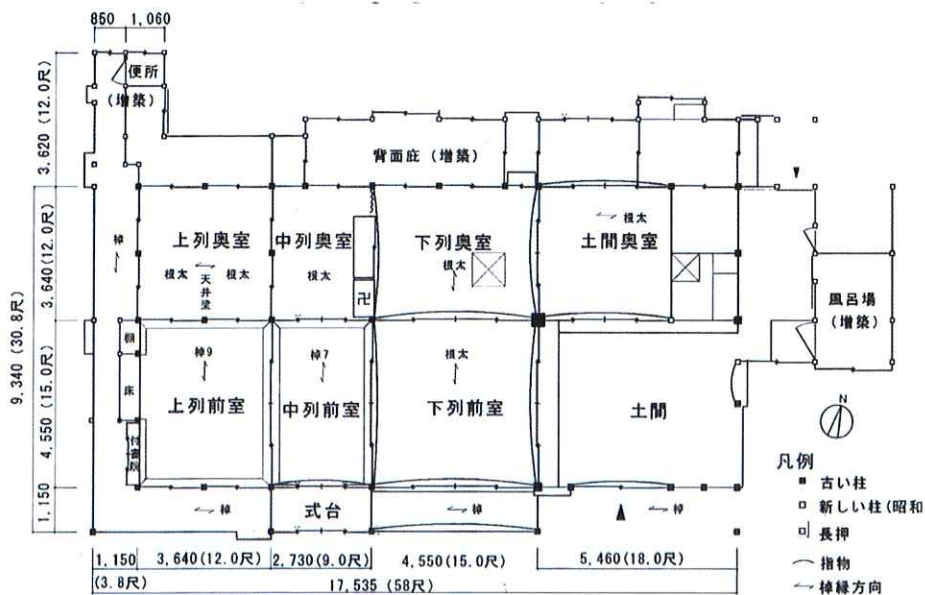 850 1,060
便所
(増築)
3,620 (12.0尺)
背面庇 (増築)
上列奥室
中列奥室
下列奥室
土間奥室
棹
根太
根太
天井梁
根太
根太
根太
卍
風呂場
(増築)
9,340 (30.8尺)
3,640 (12.0尺)
棚
棹9
棹7
根太
床
上列前室
中列前室
下列前室
土間
4,550 (15.0尺)
付書院
N
凡例
古い柱
新しい柱(昭和
長押
指物
棹縁方向
1,150
棹
式台
棹
棹
1,150
3,640(12.0尺)
2,730(9.0尺)
4,550(15.0尺)
5,460(18.0尺)
(3.8尺)
17,535 (58尺)